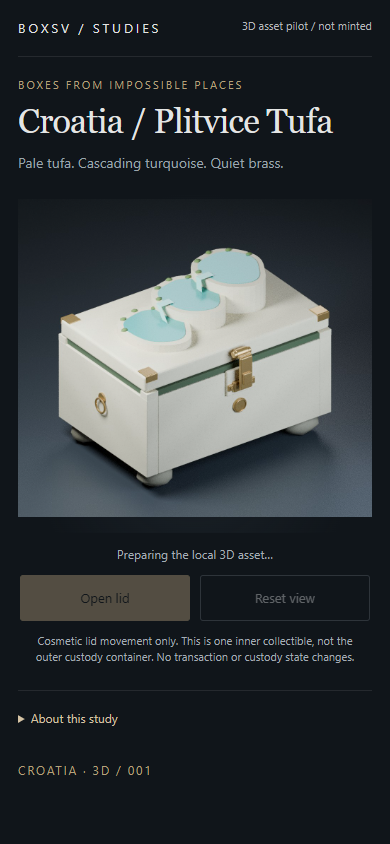 BOXSV / STUDIES
3D asset pilot / not minted
BOXES FROM IMPOSSIBLE PLACES
Croatia / Plitvice Tufa
Pale tufa. Cascading turquoise. Quiet brass.
Preparing the local 3D asset...
Open lid
Reset view
Cosmetic lid movement only. This is one inner collectible, not the
outer custody container. No transaction or custody state changes.
About this study
CROATIA · 3D / 001